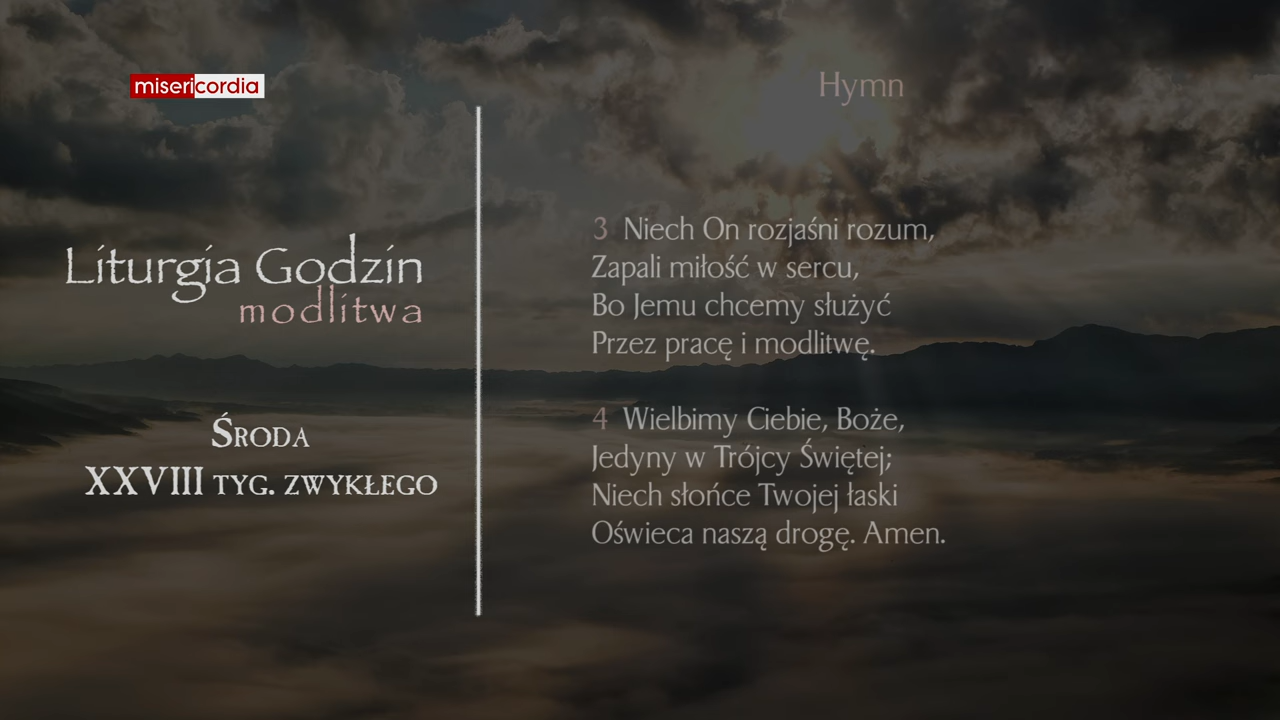 misericordia
Liturgia Godzin
modlitwa
Środa
XXVIII tyg. zwykłego
Hymn
3 Niech On rozjaśni rozum,
Zapali miłość w sercu,
Bo Jemu chcemy służyć
Przez pracę i modlitwę.
4 Wielbimy Ciebie, Boże,
Jedyny w Trójcy Świętej;
Niech słońce Twojej łaski
Oświeca naszą drogę. Amen.